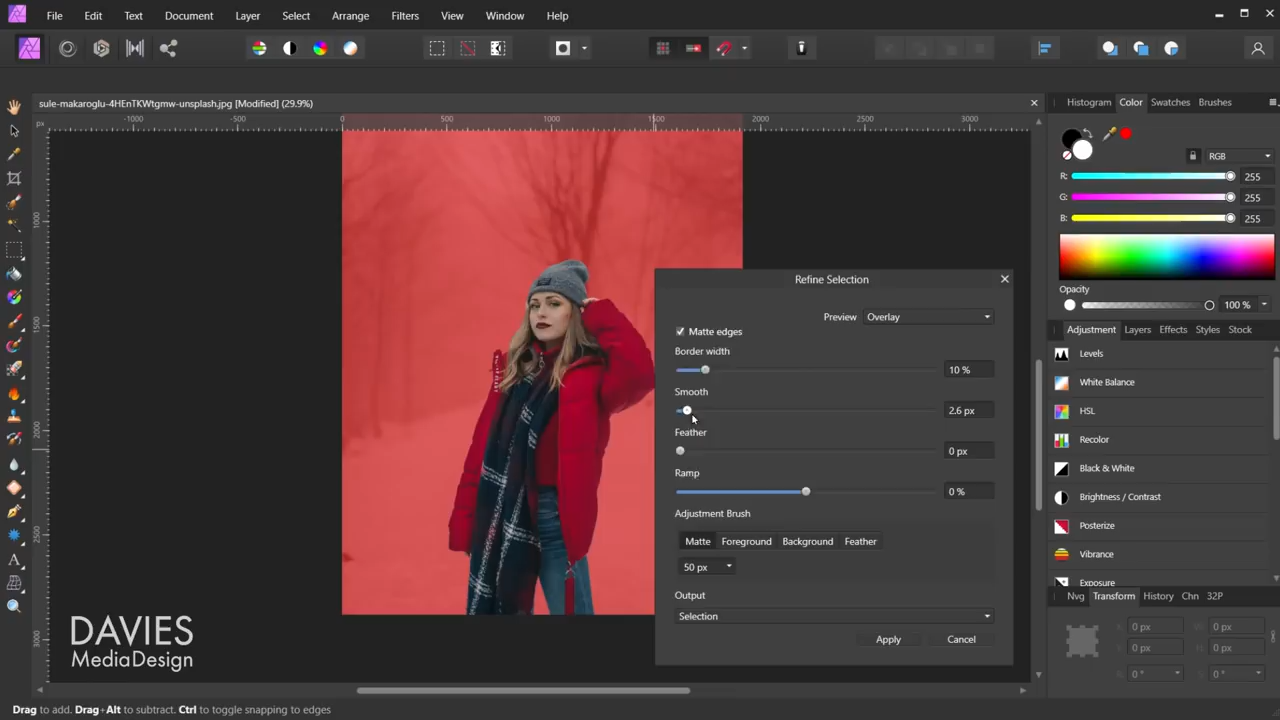 File Edit Text Document Layer Select Arrange Filters View Window Help
sule-makaroglu-4HEnTKWtgmw-unsplash.jpg [Modified] (29.9%)
px -1000 -500 0 500 1000 1500 2000 2500 3000
1000
1500
2000
2500
3000
Refine Selection
Preview Overlay
Matte edges
Border width
10 %
Smooth
2.6 px
Feather
0 px
Ramp
0 %
Adjustment Brush
Matte Foreground Background Feather
50 px
Output
Selection
Apply Cancel
Histogram Color Swatches Brushes
RGB
R: 255
G: 255
B: 255
Opacity
100 %
Adjustment Layers Effects Styles Stock
Levels
White Balance
HSL
Recolor
Black & White
Brightness / Contrast
Posterize
Vibrance
Exposure
Nvg Transform History Chn 32P
X: 0 px W: 0 px
Y: 0 px H: 0 px
R: 0 ° S: 0 °
DAVIES
MediaDesign
Drag to add. Drag+Alt to subtract. Ctrl to toggle snapping to edges